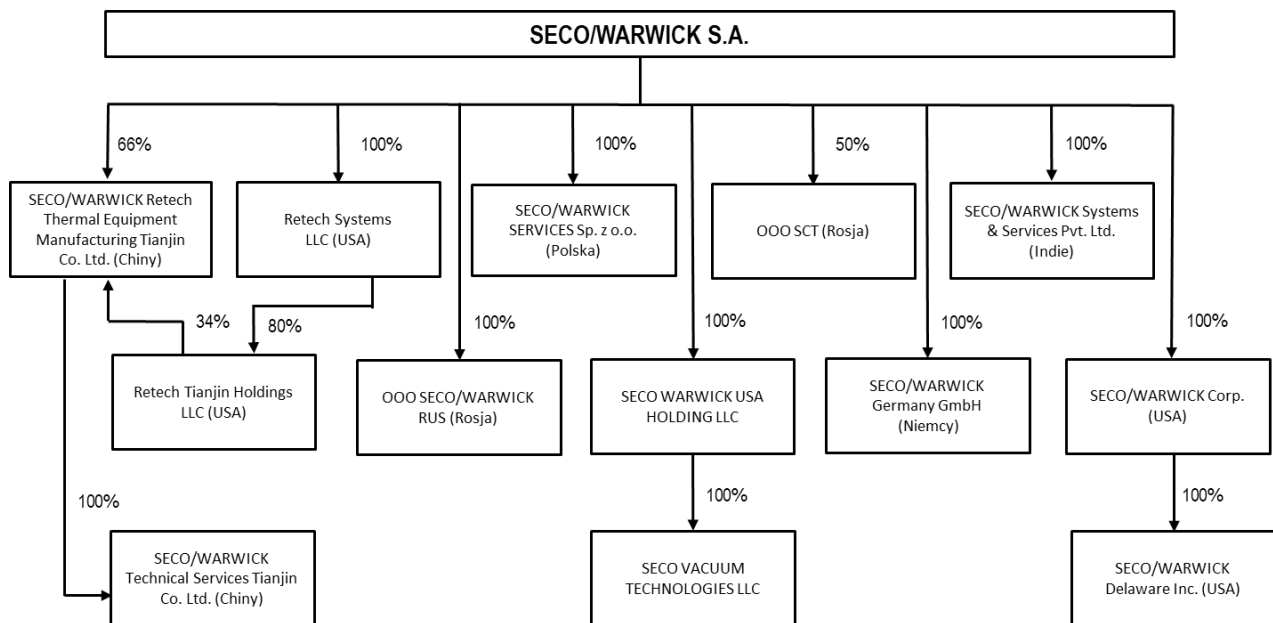 SECO/WARWICK S.A.
66%
100%
100%
50%
100%
SECO/WARWICK Retech
Thermal Equipment
Manufacturing Tianjin
Co. Ltd. (Chiny)
Retech Systems
LLC (USA)
SECO/WARWICK
SERVICES Sp. z o.o.
(Polska)
OOO SCT (Rosja)
SECO/WARWICK Systems
& Services Pvt. Ltd.
(Indie)
34%
80%
100%
100%
100%
100%
Retech Tianjin Holdings
LLC (USA)
OOO SECO/WARWICK
RUS (Rosja)
SECO WARWICK USA
HOLDING LLC
SECO/WARWICK
Germany GmbH
(Niemcy)
SECO/WARWICK Corp.
(USA)
100%
100%
100%
SECO/WARWICK
Technical Services Tianjin
Co. Ltd. (Chiny)
SECO VACUUM
TECHNOLOGIES LLC
SECO/WARWICK
Delaware Inc. (USA)